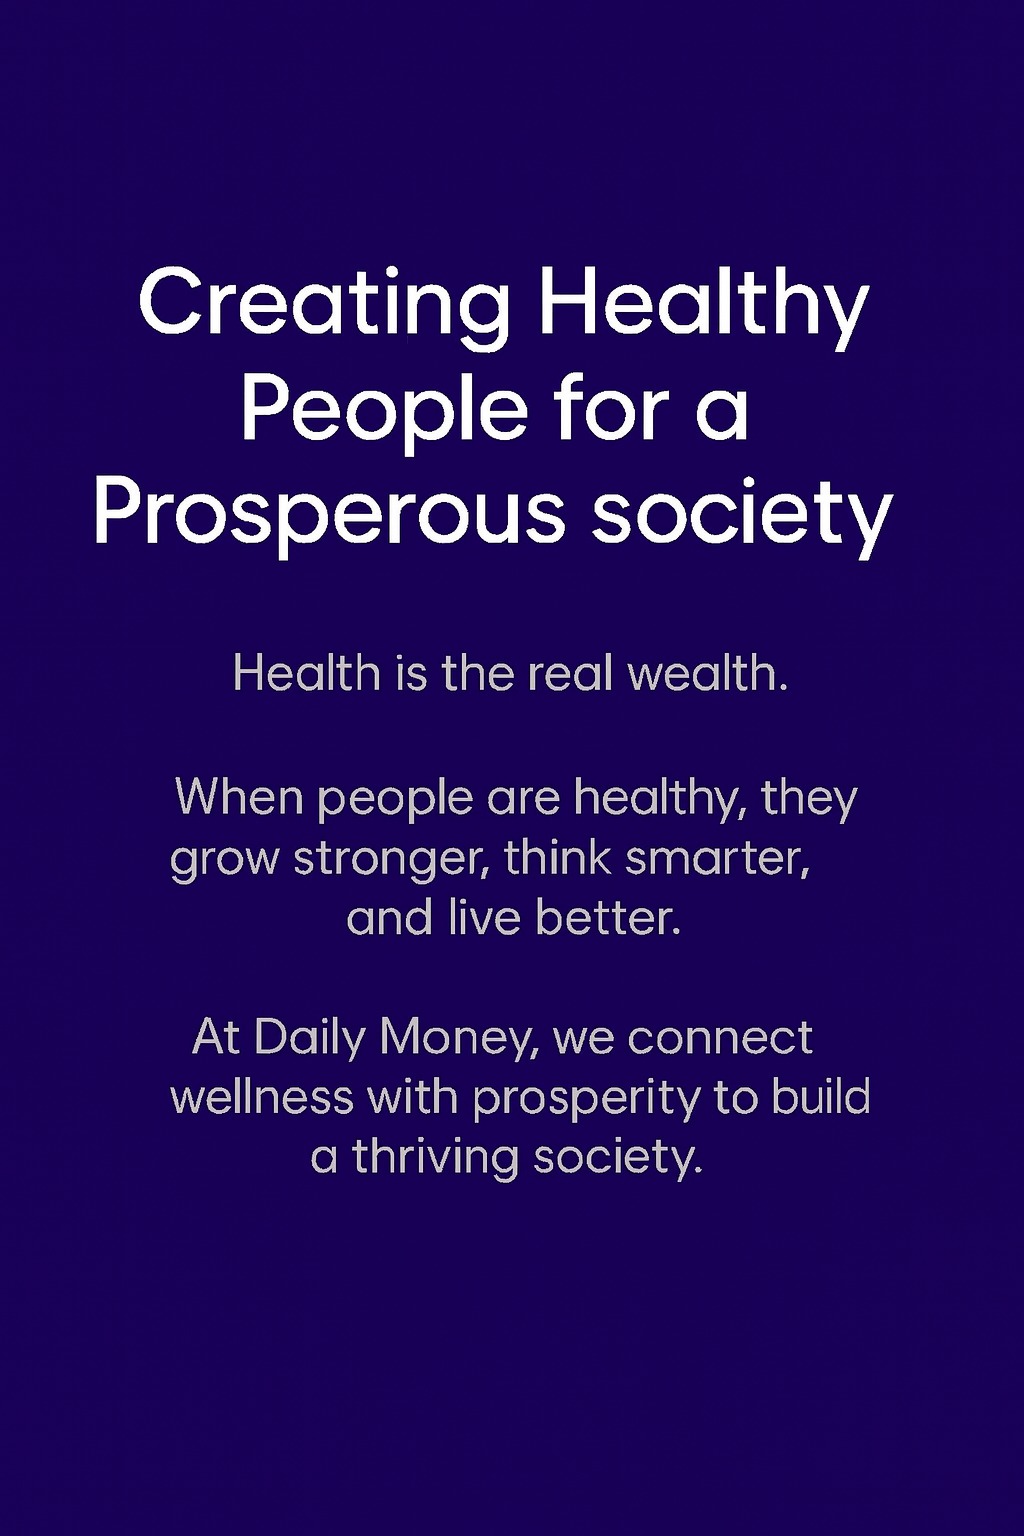 Creating Healthy
People for a
Prosperous society
Health is the real wealth.
When people are healthy, they
grow stronger, think smarter,
and live better.
At Daily Money, we connect
wellness with prosperity to build
a thriving society.